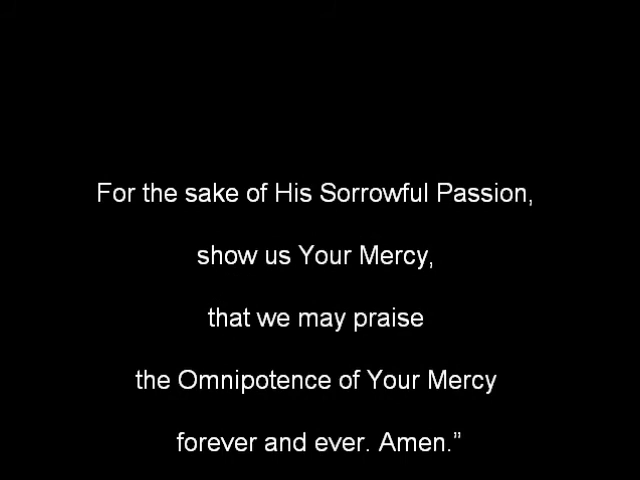 For the sake of His Sorrowful Passion,
show us Your Mercy,
that we may praise
the Omnipotence of Your Mercy
forever and ever. Amen.”